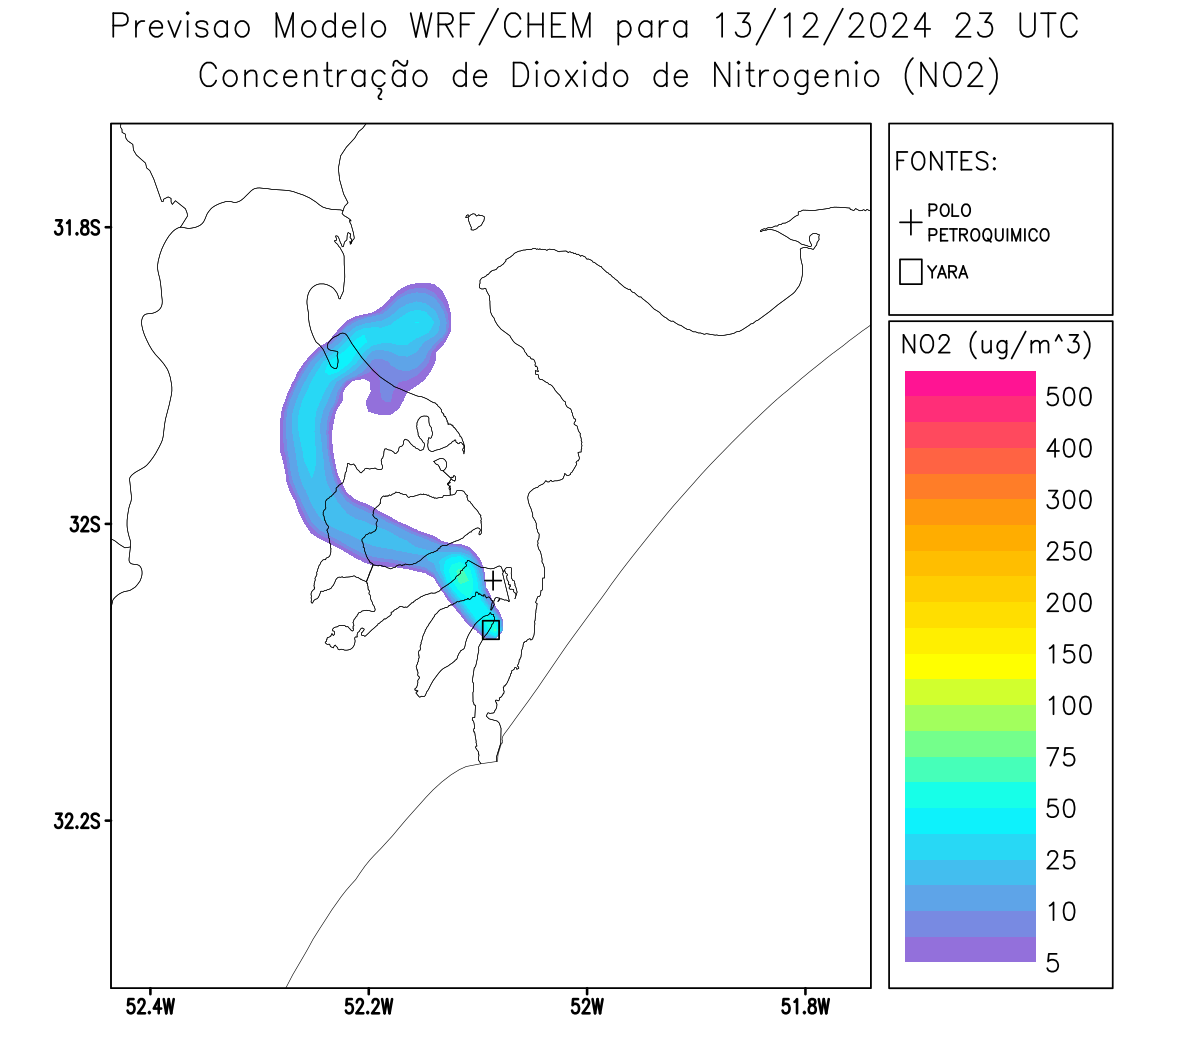 Previsao Modelo WRF/CHEM para 13/12/2024 23 UTC
Concentração de Dioxido de Nitrogenio (NO2)
FONTES:
POLO
PETROQUIMICO
YARA
31.8S
32S
32.2S
52.4W
52.2W
52W
51.8W
NO2 (ug/m^3)
500
400
300
250
200
150
100
75
50
25
10
5